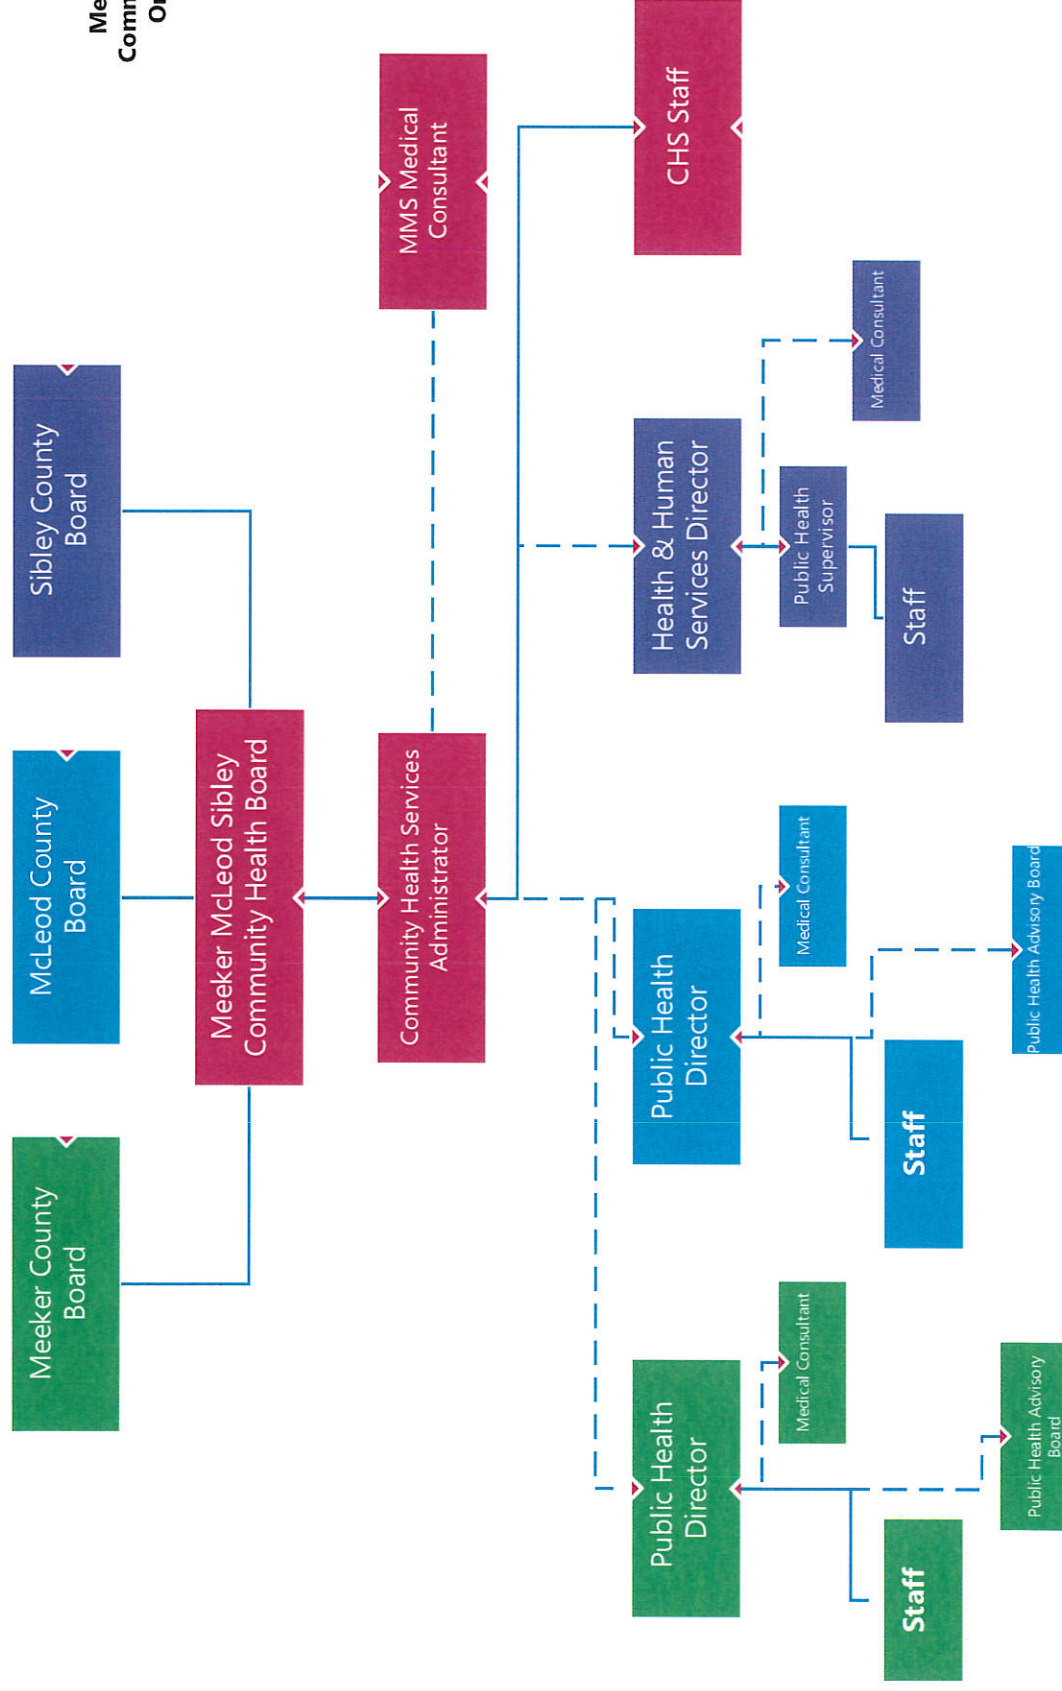 Me
Comm
Meeker County
Board
McLeod County
Board
Sibley County
Board
Meeker McLeod Sibley
Community Health Board
Community Health Services
Administrator
MMS Medical
Consultant
Public Health
Director
Public Health
Director
Health & Human
Services Director
CHS Staff
Medical Consultant
Medical Consultant
Public Health
Supervisor
Medical Consultant
Staff
Staff
Staff
Public Health Advisory
Board
Public Health Advisory Board